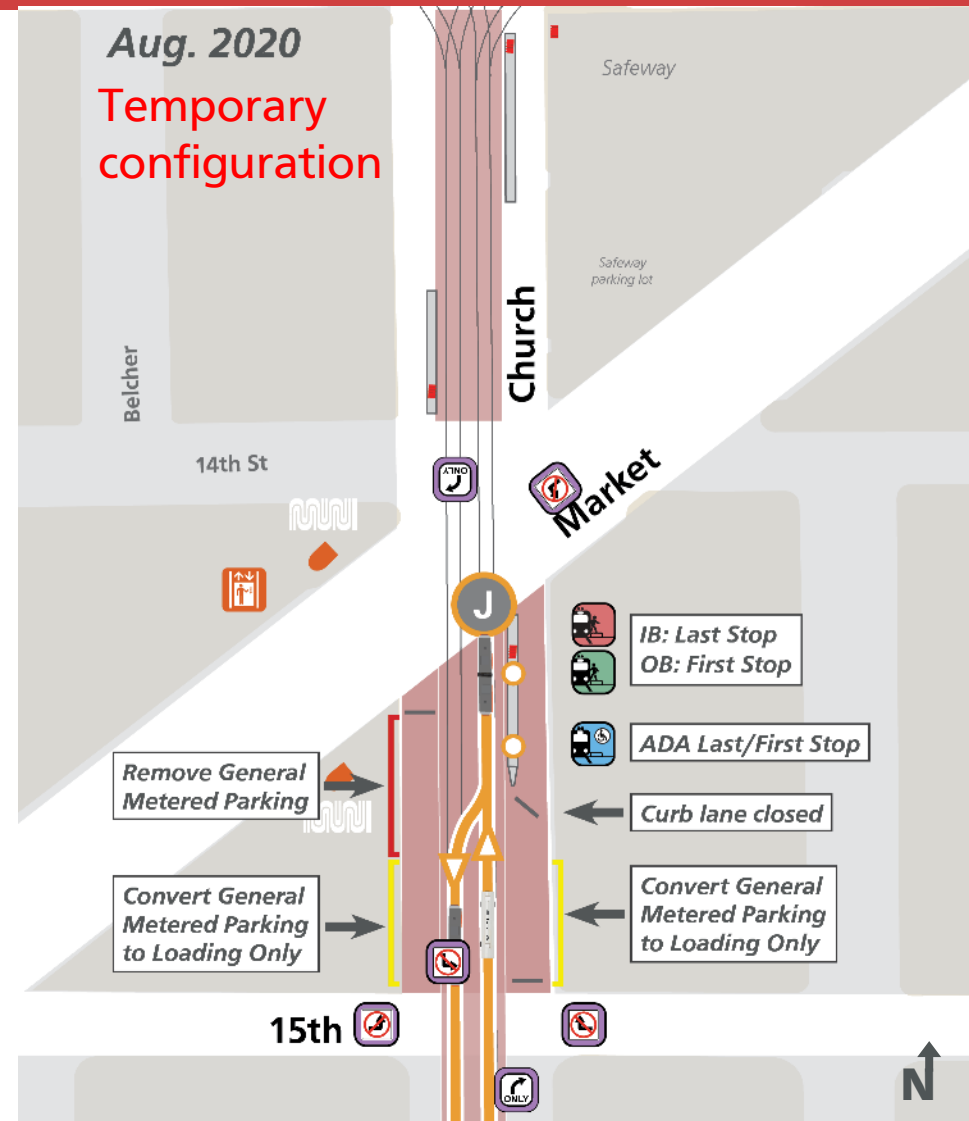 Aug. 2020
Temporary
configuration
Safeway
Safeway
parking lot
Church
Belcher
14th St
ONLY
Market
MUNI
J
IB: Last Stop
OB: First Stop
ADA Last/First Stop
Remove General
Metered Parking
MUNI
Curb lane closed
Convert General
Metered Parking
to Loading Only
Convert General
Metered Parking
to Loading Only
15th
ONLY
N